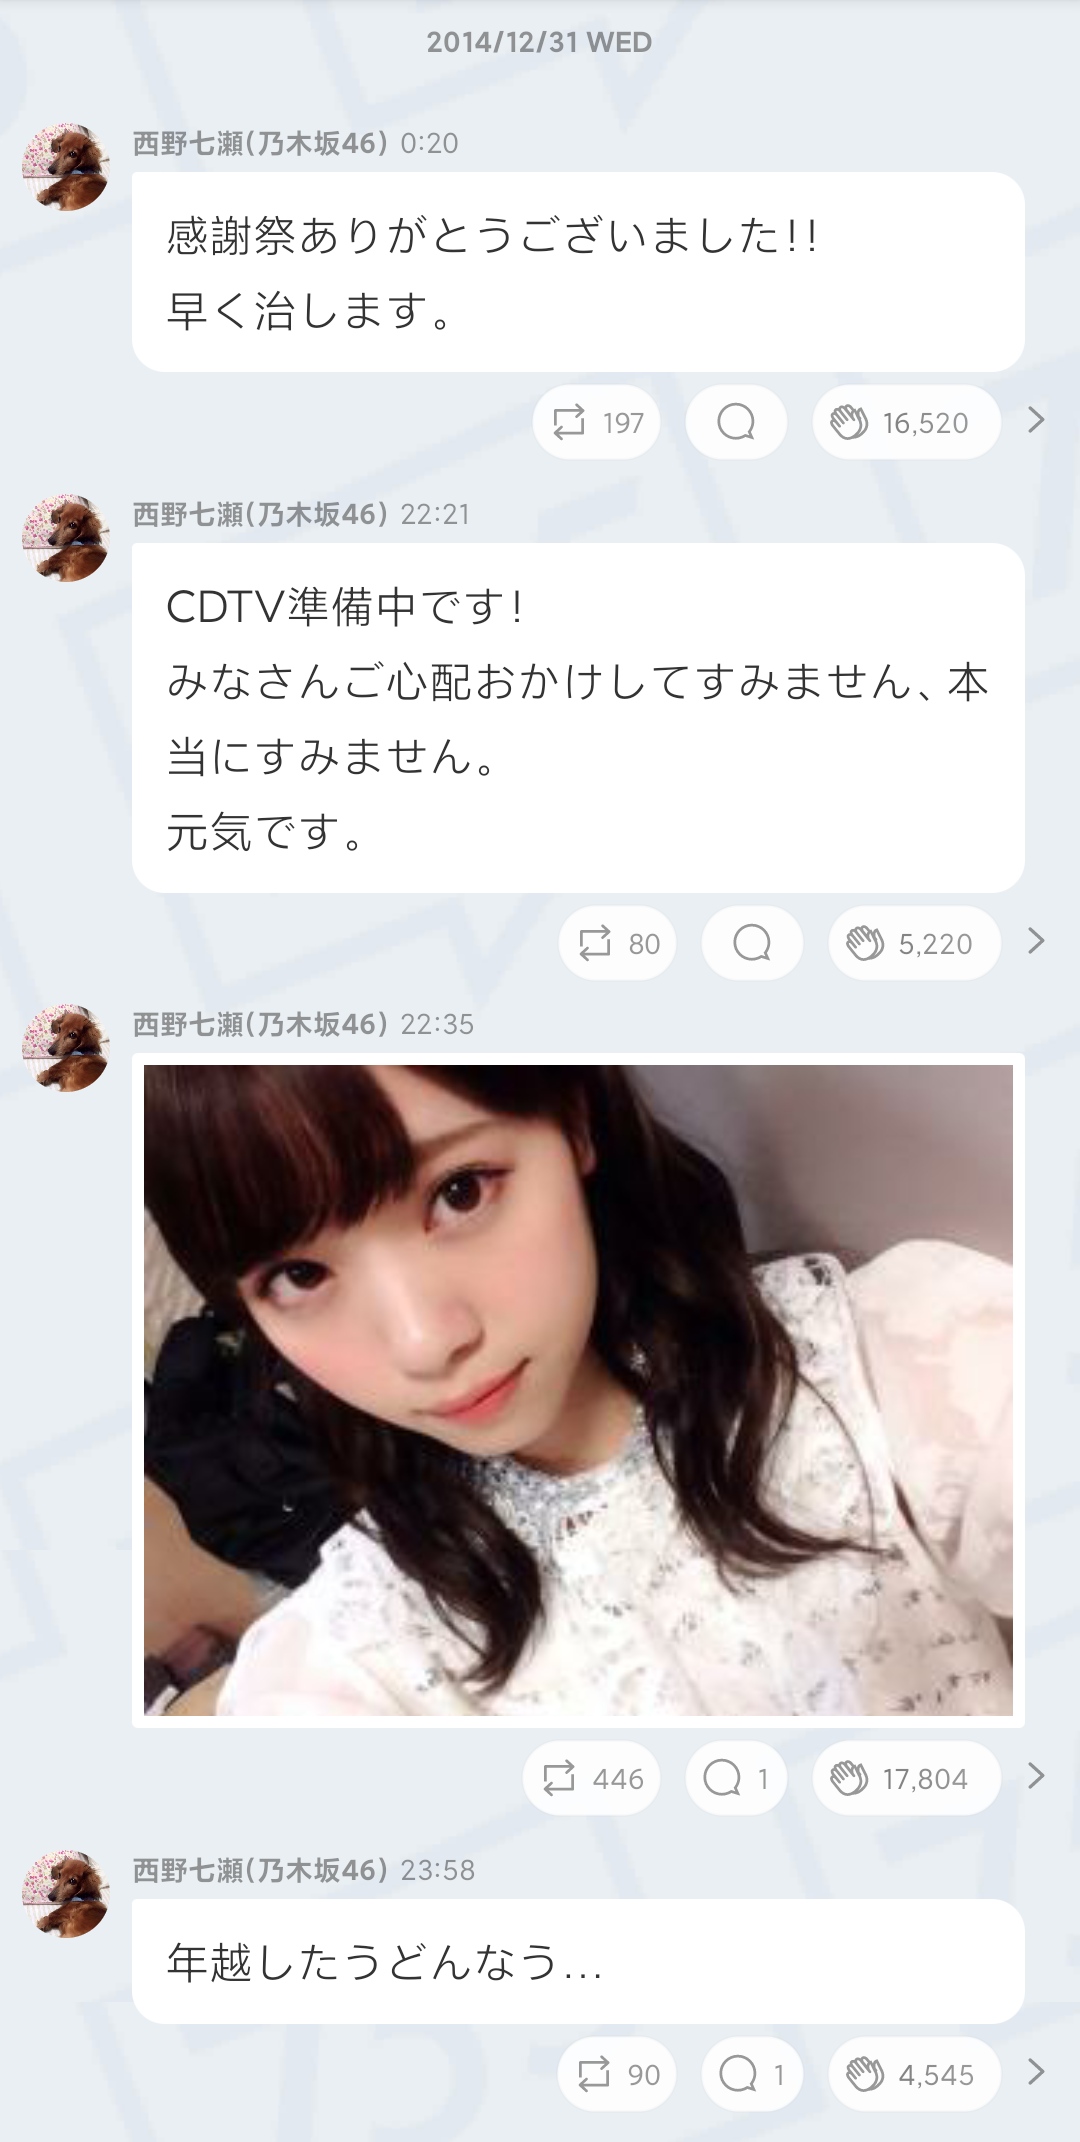 2014/12/31 WED
西野七瀬(乃木坂46) 0:20
感謝祭ありがとうございました!!
早く治します。
197
16,520
西野七瀬(乃木坂46) 22:21
CDTV準備中です!
みなさんご心配おかけしてすみません、本
当にすみません。
元気です。
80
5,220
西野七瀬(乃木坂46) 22:35
446 1 17,804
西野七瀬(乃木坂46) 23:58
年越したうどんなう...
90 1 4,545